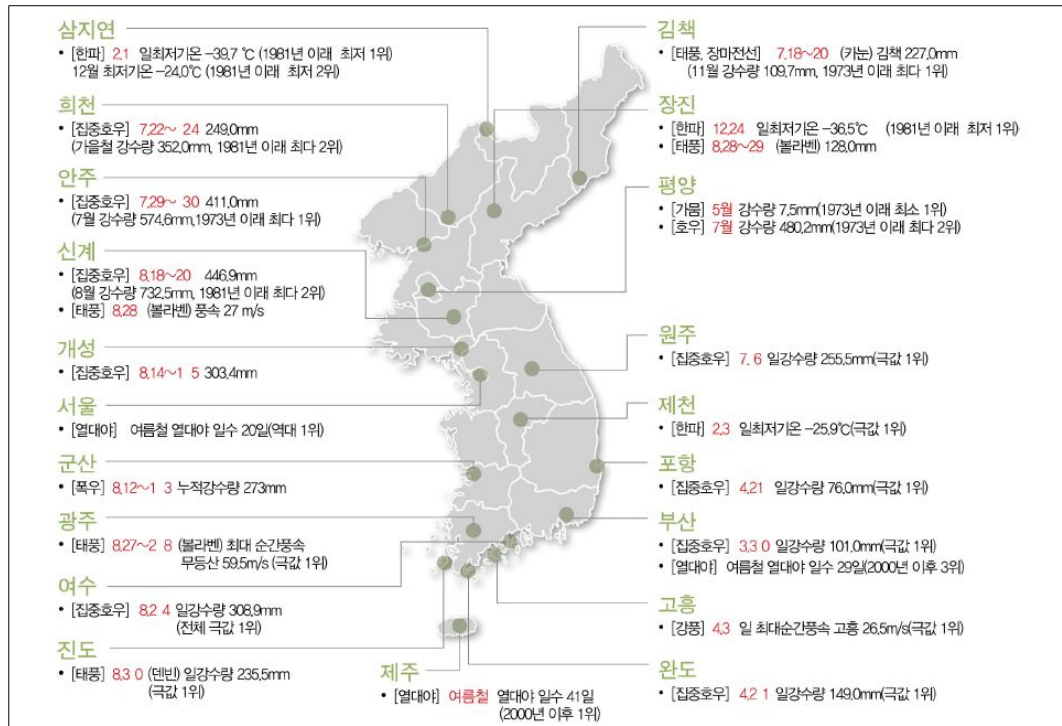 삼지연
• [한파] 2.1 일최저기온 -39.7 ℃ (1981년 이래 최저 1위)
12월 최저기온 -24.0℃ (1981년 이래 최저 2위)
희천
• [집중호우] 7.22～ 24 249.0mm
(가을철 강수량 352.0mm, 1981년 이래 최다 2위)
안주
• [집중호우] 7.29～ 30 411.0mm
(7월 강수량 574.6mm,1973년 이래 최다 1위)
신계
• [집중호우] 8.18～20 446.9mm
(8월 강수량 732.5mm, 1981년 이래 최다 2위)
• [태풍] 8.28 (볼라벤) 풍속 27 m/s
개성
• [집중호우] 8.14～1 5 303.4mm
서울
• [열대야] 여름철 열대야 일수 20일(역대 1위)
군산
• [폭우] 8.12～1 3 누적강수량 273mm
광주
• [태풍] 8.27～2 8 (볼라벤) 최대 순간풍속
무등산 59.5m/s (극값 1위)
여수
• [집중호우] 8.2 4 일강수량 308.9mm
(전체 극값 1위)
진도
• [태풍] 8.3 0 (덴빈) 일강수량 235.5mm
(극값 1위)
제주
• [열대야] 여름철 열대야 일수 41일
(2000년 이후 1위)
김책
• [태풍, 장마전선] 7.18～20 (카눈) 김책 227.0mm
(11월 강수량 109.7mm, 1973년 이래 최다 1위)
장진
• [한파] 12.24 일최저기온 -36.5℃ (1981년 이래 최저 1위)
• [태풍] 8.28～29 (볼라벤) 128.0mm
평양
• [가뭄] 5월 강수량 7.5mm(1973년 이래 최소 1위)
• [호우] 7월 강수량 480.2mm(1973년 이래 최다 2위)
원주
• [집중호우] 7. 6 일강수량 255.5mm(극값 1위)
제천
• [한파] 2.3 일최저기온 -25.9℃(극값 1위)
포항
• [집중호우] 4.21 일강수량 76.0mm(극값 1위)
부산
• [집중호우] 3.3 0 일강수량 101.0mm(극값 1위)
• [열대야] 여름철 열대야 일수 29일(2000년 이후 3위)
고흥
• [강풍] 4.3 일 최대순간풍속 고흥 26.5m/s(극값 1위)
완도
• [집중호우] 4.2 1 일강수량 149.0mm(극값 1위)